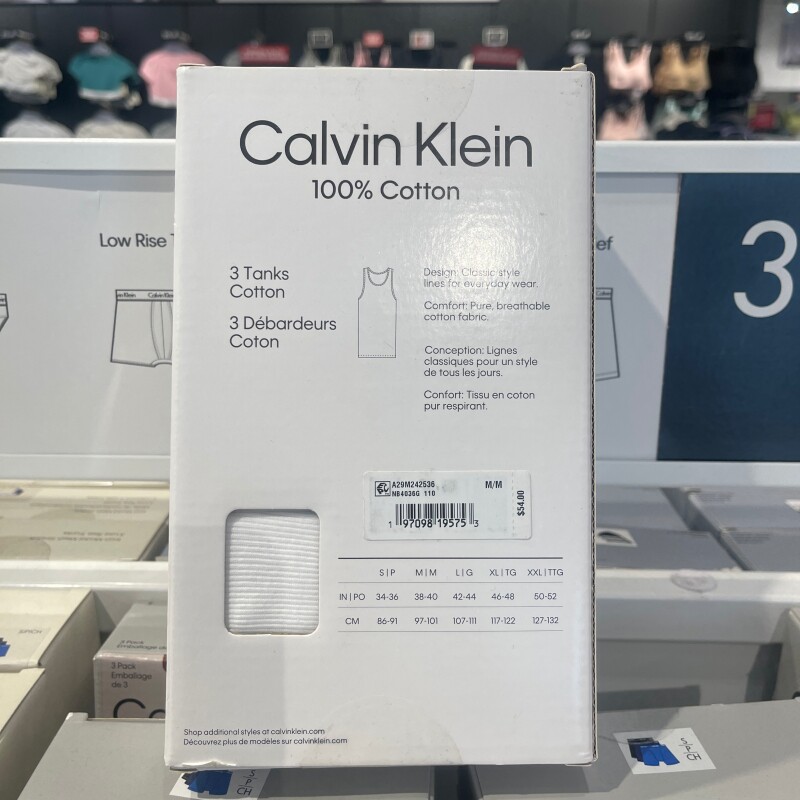 Calvin Klein
100% Cotton
3 Tanks
Cotton
3 Débardeurs
Coton
Design: Classic style
lines for everyday wear.
Comfort: Pure, breathable
cotton fabric.
Conception: Lignes
classiques pour un style
de tous les jours.
Confort: Tissu en coton
pur respirant.
A29M242536
NB4036G 110
M/M
$54.00
1 97098 19575 3
S|P M|M L|G XL|TG XXL|TTG
IN|PO 34-36 38-40 42-44 46-48 50-52
CM 86-91 97-101 107-111 117-122 127-132
Shop additional styles at calvinklein.com
Découvrez plus de modèles sur calvinklein.com
Low Rise
ef
3
3 Pack
Emballage
de 3
3 Pack
Emballage de